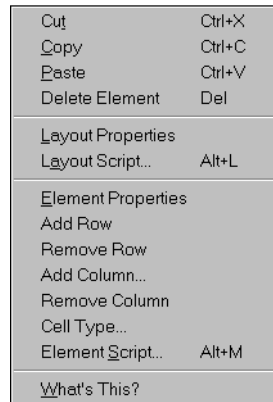 Cut Ctrl+X
Copy Ctrl+C
Paste Ctrl+V
Delete Element Del
Layout Properties
Layout Script... Alt+L
Element Properties
Add Row
Remove Row
Add Column...
Remove Column
Cell Type...
Element Script... Alt+M
What's This?